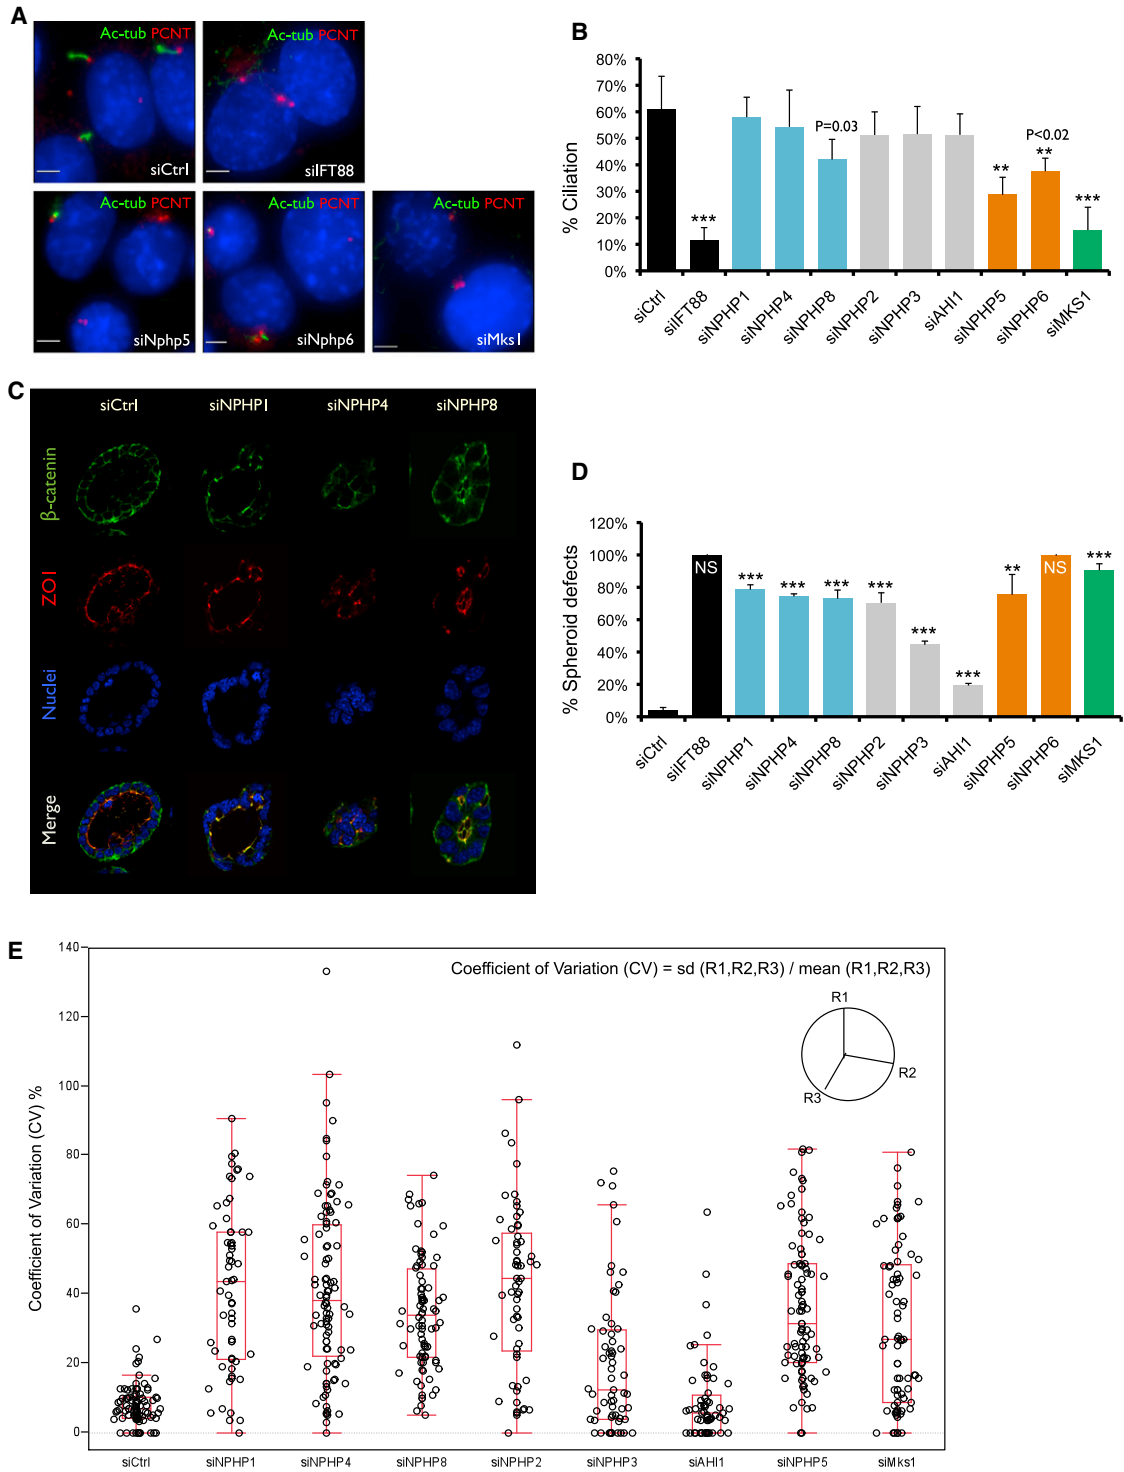 A
Ac-tub PCNT
siCtrl
Ac-tub PCNT
siIFT88
Ac-tub PCNT
siNphp5
Ac-tub PCNT
siNphp6
Ac-tub PCNT
siMks1
B
% Ciliation
80%
70%
60%
50%
40%
30%
20%
10%
0%
***
P=0.03
**
P<0.02
**
***
siCtrl
siIFT88
siNPHP1
siNPHP4
siNPHP8
siNPHP2
siNPHP3
siAHI1
siNPHP5
siNPHP6
siMKS1
C
siCtrl siNPHP1 siNPHP4 siNPHP8
β-catenin
ZO1
Nuclei
Merge
D
% Spheroid defects
120%
100%
80%
60%
40%
20%
0%
NS
***
***
***
***
***
***
**
NS
***
siCtrl
siIFT88
siNPHP1
siNPHP4
siNPHP8
siNPHP2
siNPHP3
siAHI1
siNPHP5
siNPHP6
siMKS1
E
Coefficient of Variation (CV) %
140
120
100
80
60
40
20
0
Coefficient of Variation (CV) = sd (R1,R2,R3) / mean (R1,R2,R3)
R1
R2
R3
siCtrl siNPHP1 siNPHP4 siNPHP8 siNPHP2 siNPHP3 siAHI1 siNPHP5 siMks1